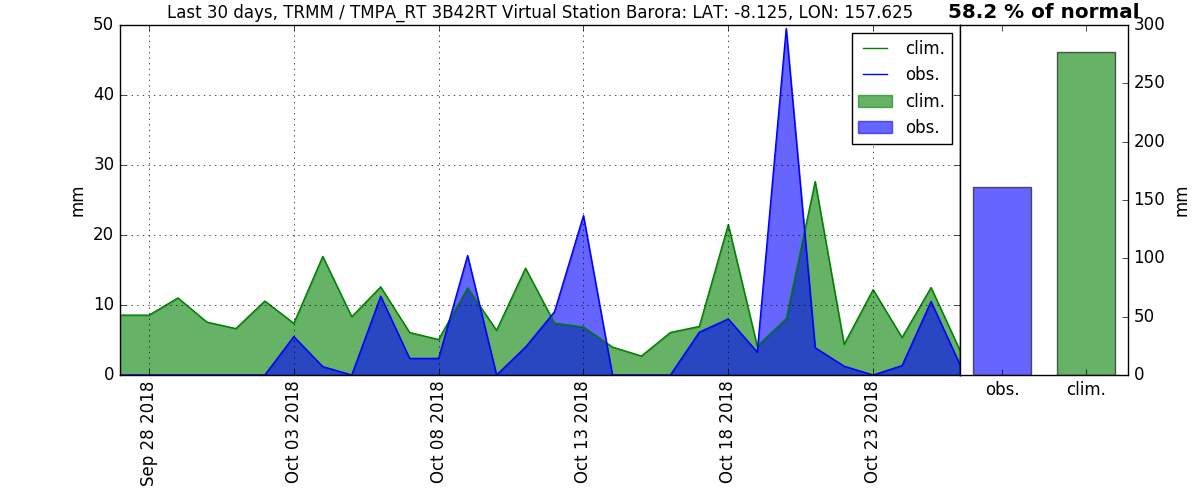 Last 30 days, TRMM / TMPA_RT 3B42RT Virtual Station Barora: LAT: -8.125, LON: 157.625
58.2 % of normal
50
40
30
20
10
0
mm
clim.
obs.
clim.
obs.
Sep 28 2018
Oct 03 2018
Oct 08 2018
Oct 13 2018
Oct 18 2018
Oct 23 2018
300
250
200
150
100
50
0
mm
obs.
clim.